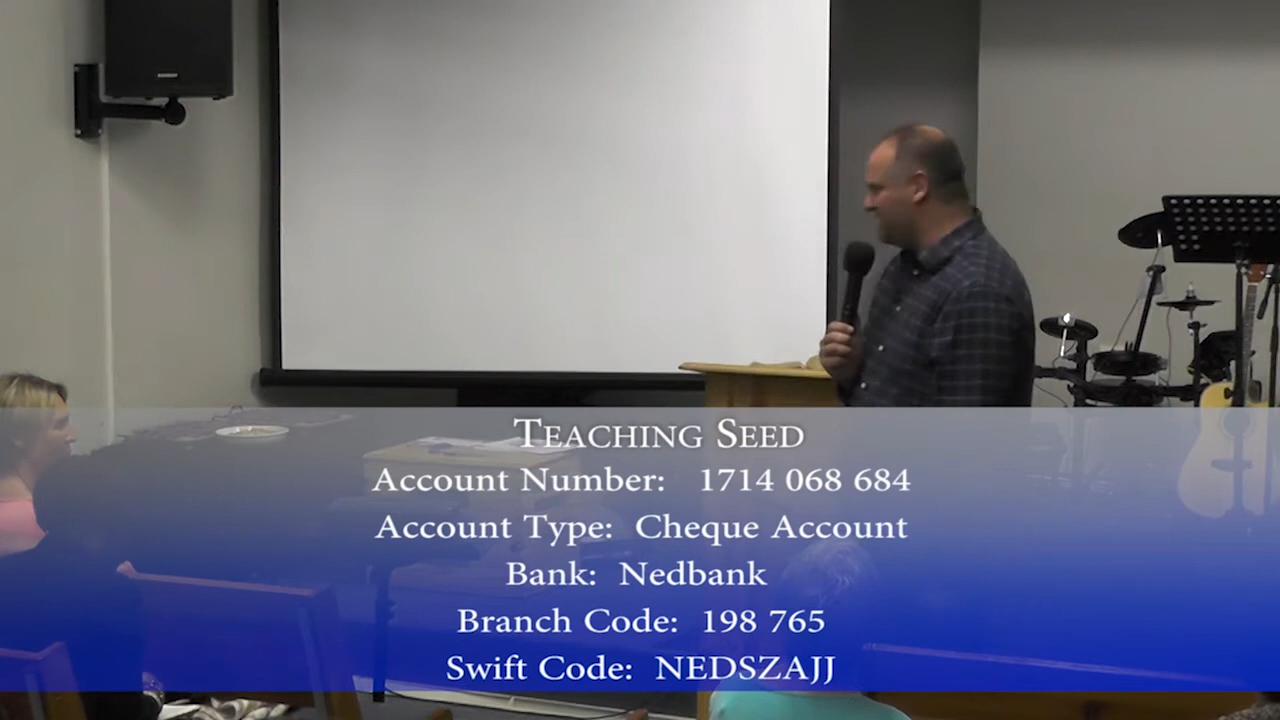 Teaching Seed
Account Number: 1714 068 684
Account Type: Cheque Account
Bank: Nedbank
Branch Code: 198 765
Swift Code: NEDSZAJJ